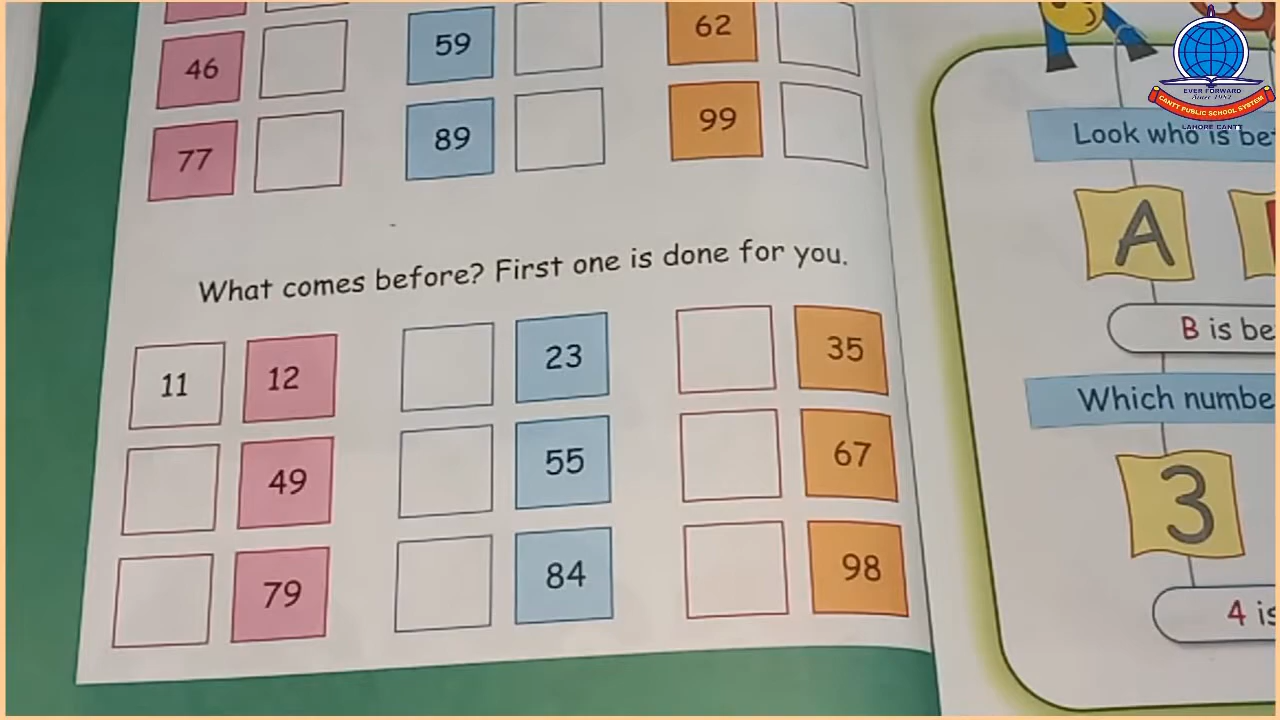 46 59 62
77 89 99
What comes before? First one is done for you.
11 12 23 35
49 55 67
79 84 98
Look who is be
A
B is be
Which numbe
3
4 is
EVER FORWARD
Since 1982
CANTT PUBLIC SCHOOL SYSTEM
LAHORE CANTT